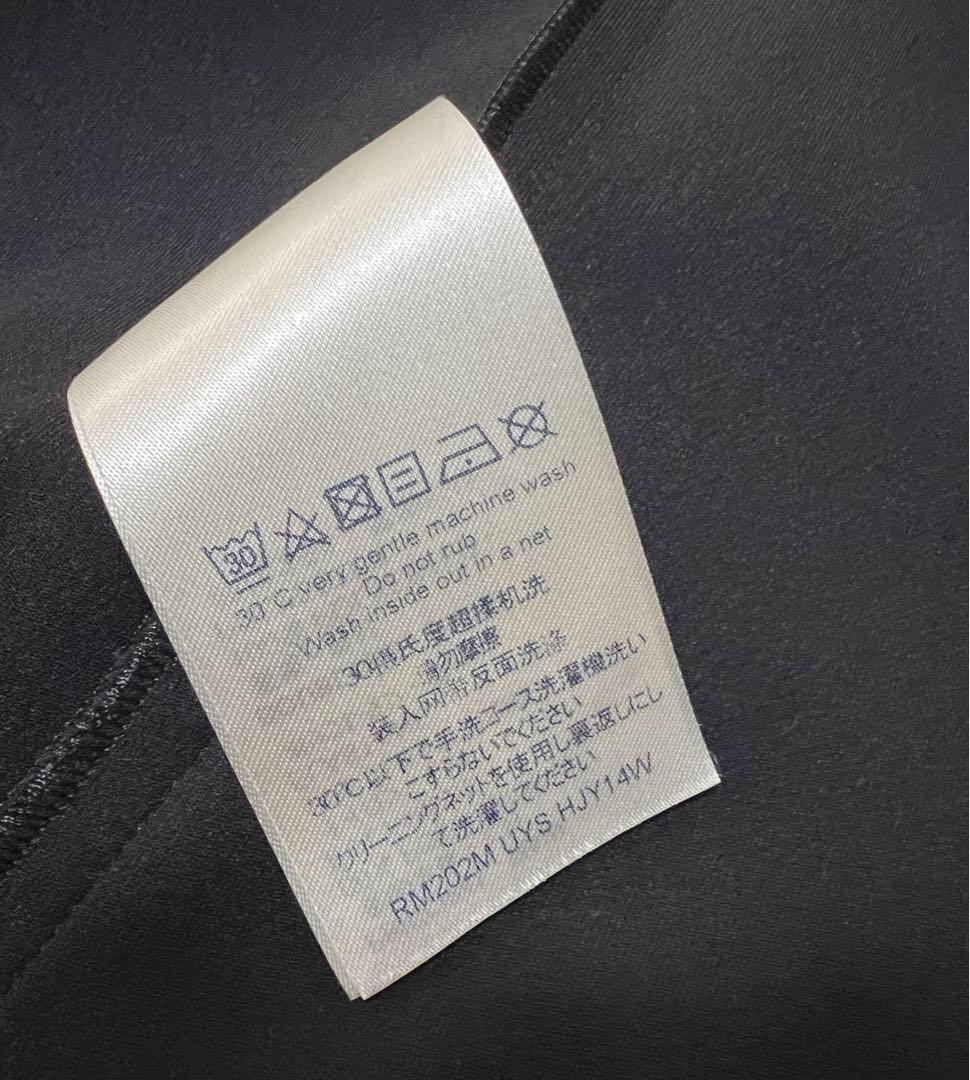 30
30°C very gentle machine wash
Do not rub
Wash inside out in a net
30摄氏度超揉机洗
请勿摩擦
装入网袋反面洗涤
30℃以下で手洗コース洗濯機洗い
こすらないでください
クリーニングネットを使用し裏返しにし
て洗濯してください
RM202M UYS HJY14W